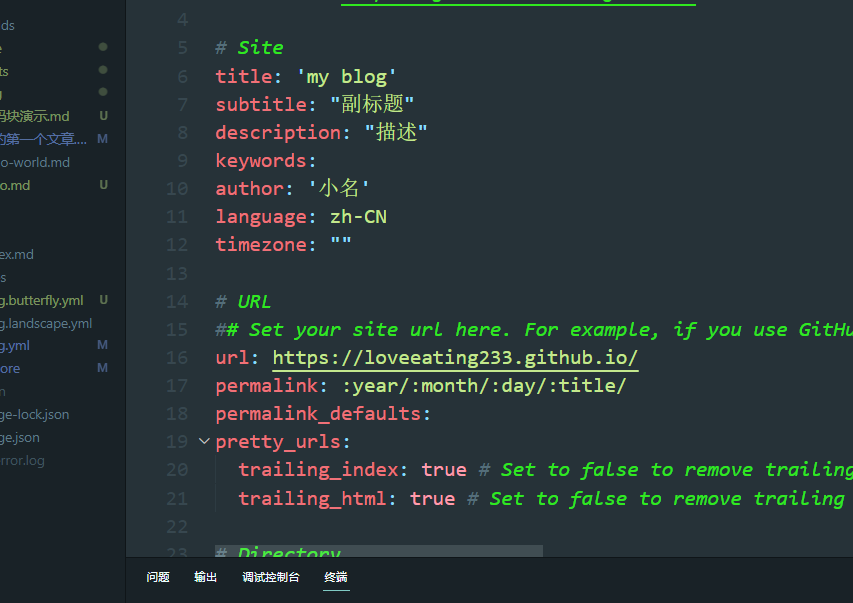 ds
e
ts
g
码块演示.md U
的第一个文章.... M
o-world.md
o.md U
ex.md
s
g.butterfly.yml U
g.landscape.yml
g.yml M
ore M
n
ge-lock.json
ge.json
rror.log
4
5 # Site
6 title: 'my blog'
7 subtitle: "副标题"
8 description: "描述"
9 keywords:
10 author: '小名'
11 language: zh-CN
12 timezone: ""
13
14 # URL
15 ## Set your site url here. For example, if you use GitHu
16 url: https://loveeating233.github.io/
17 permalink: :year/:month/:day/:title/
18 permalink_defaults:
19 pretty_urls:
20 trailing_index: true # Set to false to remove trailing
21 trailing_html: true # Set to false to remove trailing
22
23 # Directory
问题 输出 调试控制台 终端